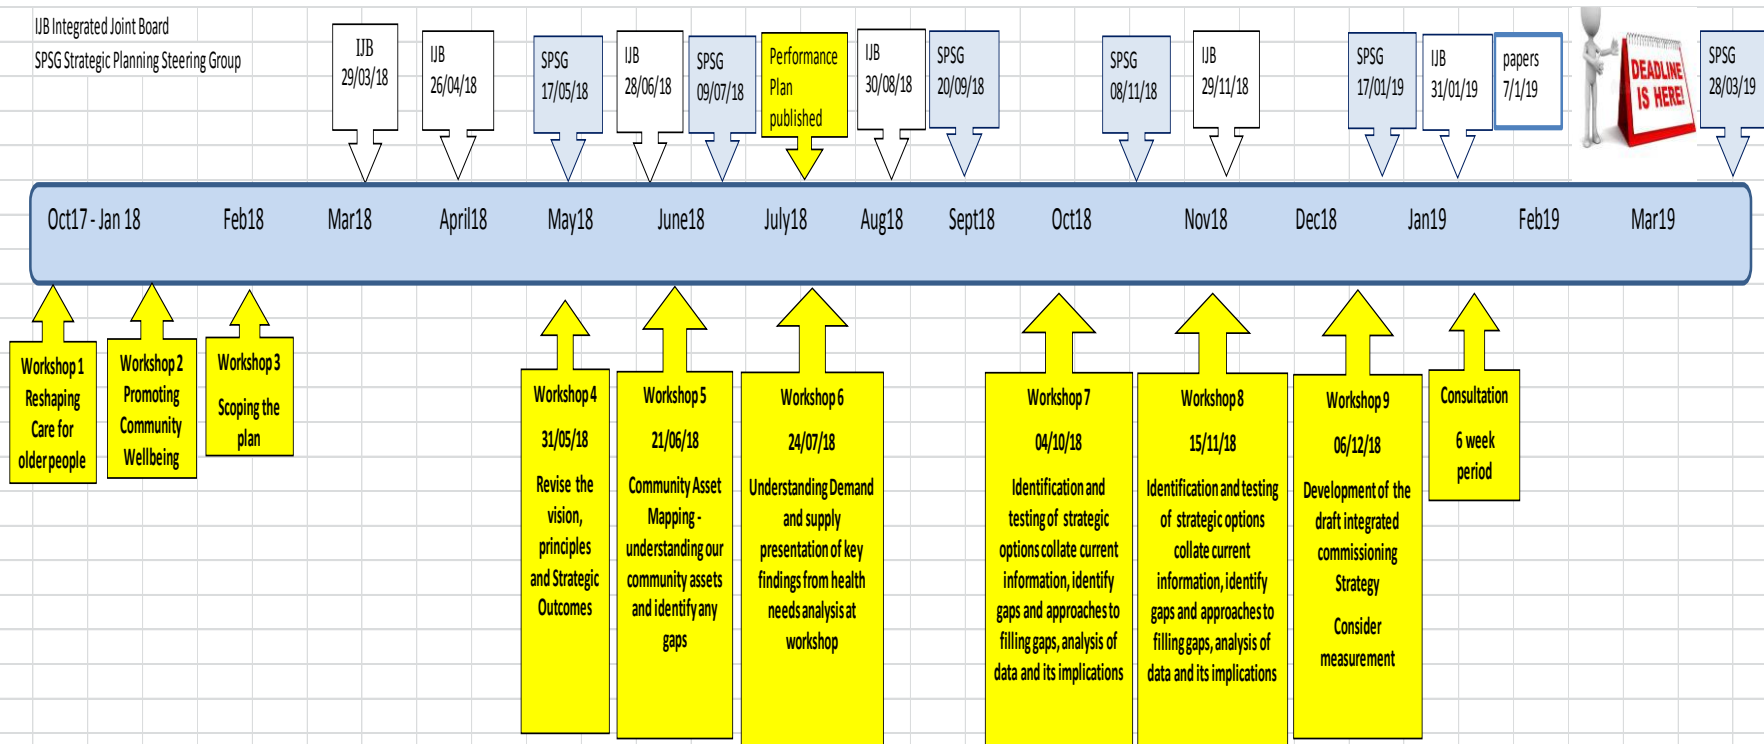 IJB Integrated Joint Board
SPSG Strategic Planning Steering Group
IJB
29/03/18
IJB
26/04/18
SPSG
17/05/18
IJB
28/06/18
SPSG
09/07/18
Performance
Plan
published
IJB
30/08/18
SPSG
20/09/18
SPSG
08/11/18
IJB
29/11/18
SPSG
17/01/19
IJB
31/01/19
papers
7/1/19
DEADLINE
IS HERE!
SPSG
28/03/19
Oct17 - Jan 18
Feb18
Mar18
April18
May18
June18
July18
Aug18
Sept18
Oct18
Nov18
Dec18
Jan19
Feb19
Mar19
Workshop 1
Reshaping
Care for
older people
Workshop 2
Promoting
Community
Wellbeing
Workshop 3
Scoping the
plan
Workshop 4
31/05/18
Revise the
vision,
principles
and Strategic
Outcomes
Workshop 5
21/06/18
Community Asset
Mapping -
understanding our
community assets
and identify any
gaps
Workshop 6
24/07/18
Understanding Demand
and supply
presentation of key
findings from health
needs analysis at
workshop
Workshop 7
04/10/18
Identification and
testing of strategic
options collate current
information, identify
gaps and approaches to
filling gaps, analysis of
data and its implications
Workshop 8
15/11/18
Identification and testing
of strategic options
collate current
information, identify
gaps and approaches to
filling gaps, analysis of
data and its implications
Workshop 9
06/12/18
Development of the
draft integrated
commissioning
Strategy
Consider
measurement
Consultation
6 week
period